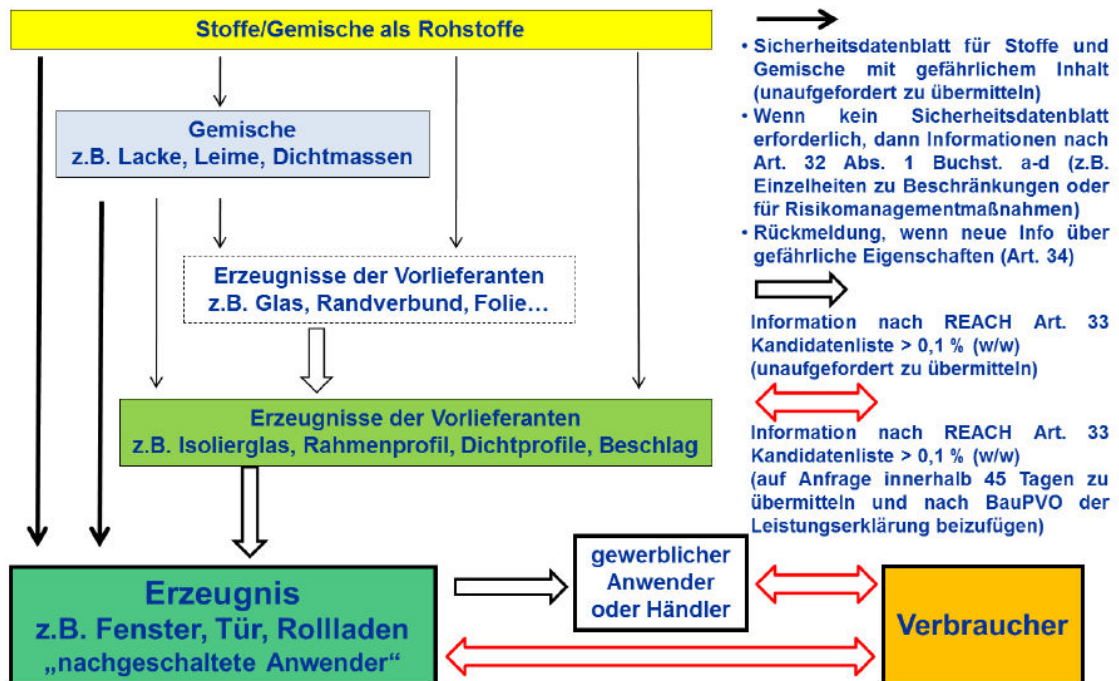 Stoffe/Gemische als Rohstoffe
Gemische
z.B. Lacke, Leime, Dichtmassen
Erzeugnisse der Vorlieferanten
z.B. Glas, Randverbund, Folie…
Erzeugnisse der Vorlieferanten
z.B. Isolierglas, Rahmenprofil, Dichtprofile, Beschlag
Erzeugnis
z.B. Fenster, Tür, Rollladen
„nachgeschaltete Anwender“
gewerblicher
Anwender
oder Händler
Verbraucher
• Sicherheitsdatenblatt für Stoffe und
Gemische mit gefährlichem Inhalt
(unaufgefordert zu übermitteln)
• Wenn kein Sicherheitsdatenblatt
erforderlich, dann Informationen nach
Art. 32 Abs. 1 Buchst. a-d (z.B.
Einzelheiten zu Beschränkungen oder
für Risikomanagementmaßnahmen)
• Rückmeldung, wenn neue Info über
gefährliche Eigenschaften (Art. 34)
Information nach REACH Art. 33
Kandidatenliste > 0,1 % (w/w)
(unaufgefordert zu übermitteln)
Information nach REACH Art. 33
Kandidatenliste > 0,1 % (w/w)
(auf Anfrage innerhalb 45 Tagen zu
übermitteln und nach BauPVO der
Leistungserklärung beizufügen)